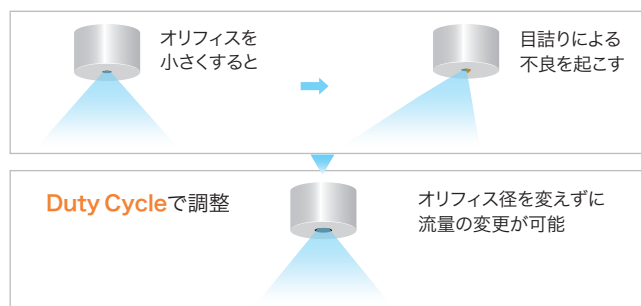 オリフィスを
小さくすると
目詰りによる
不良を起こす
Duty Cycleで調整
オリフィス径を変えずに
流量の変更が可能